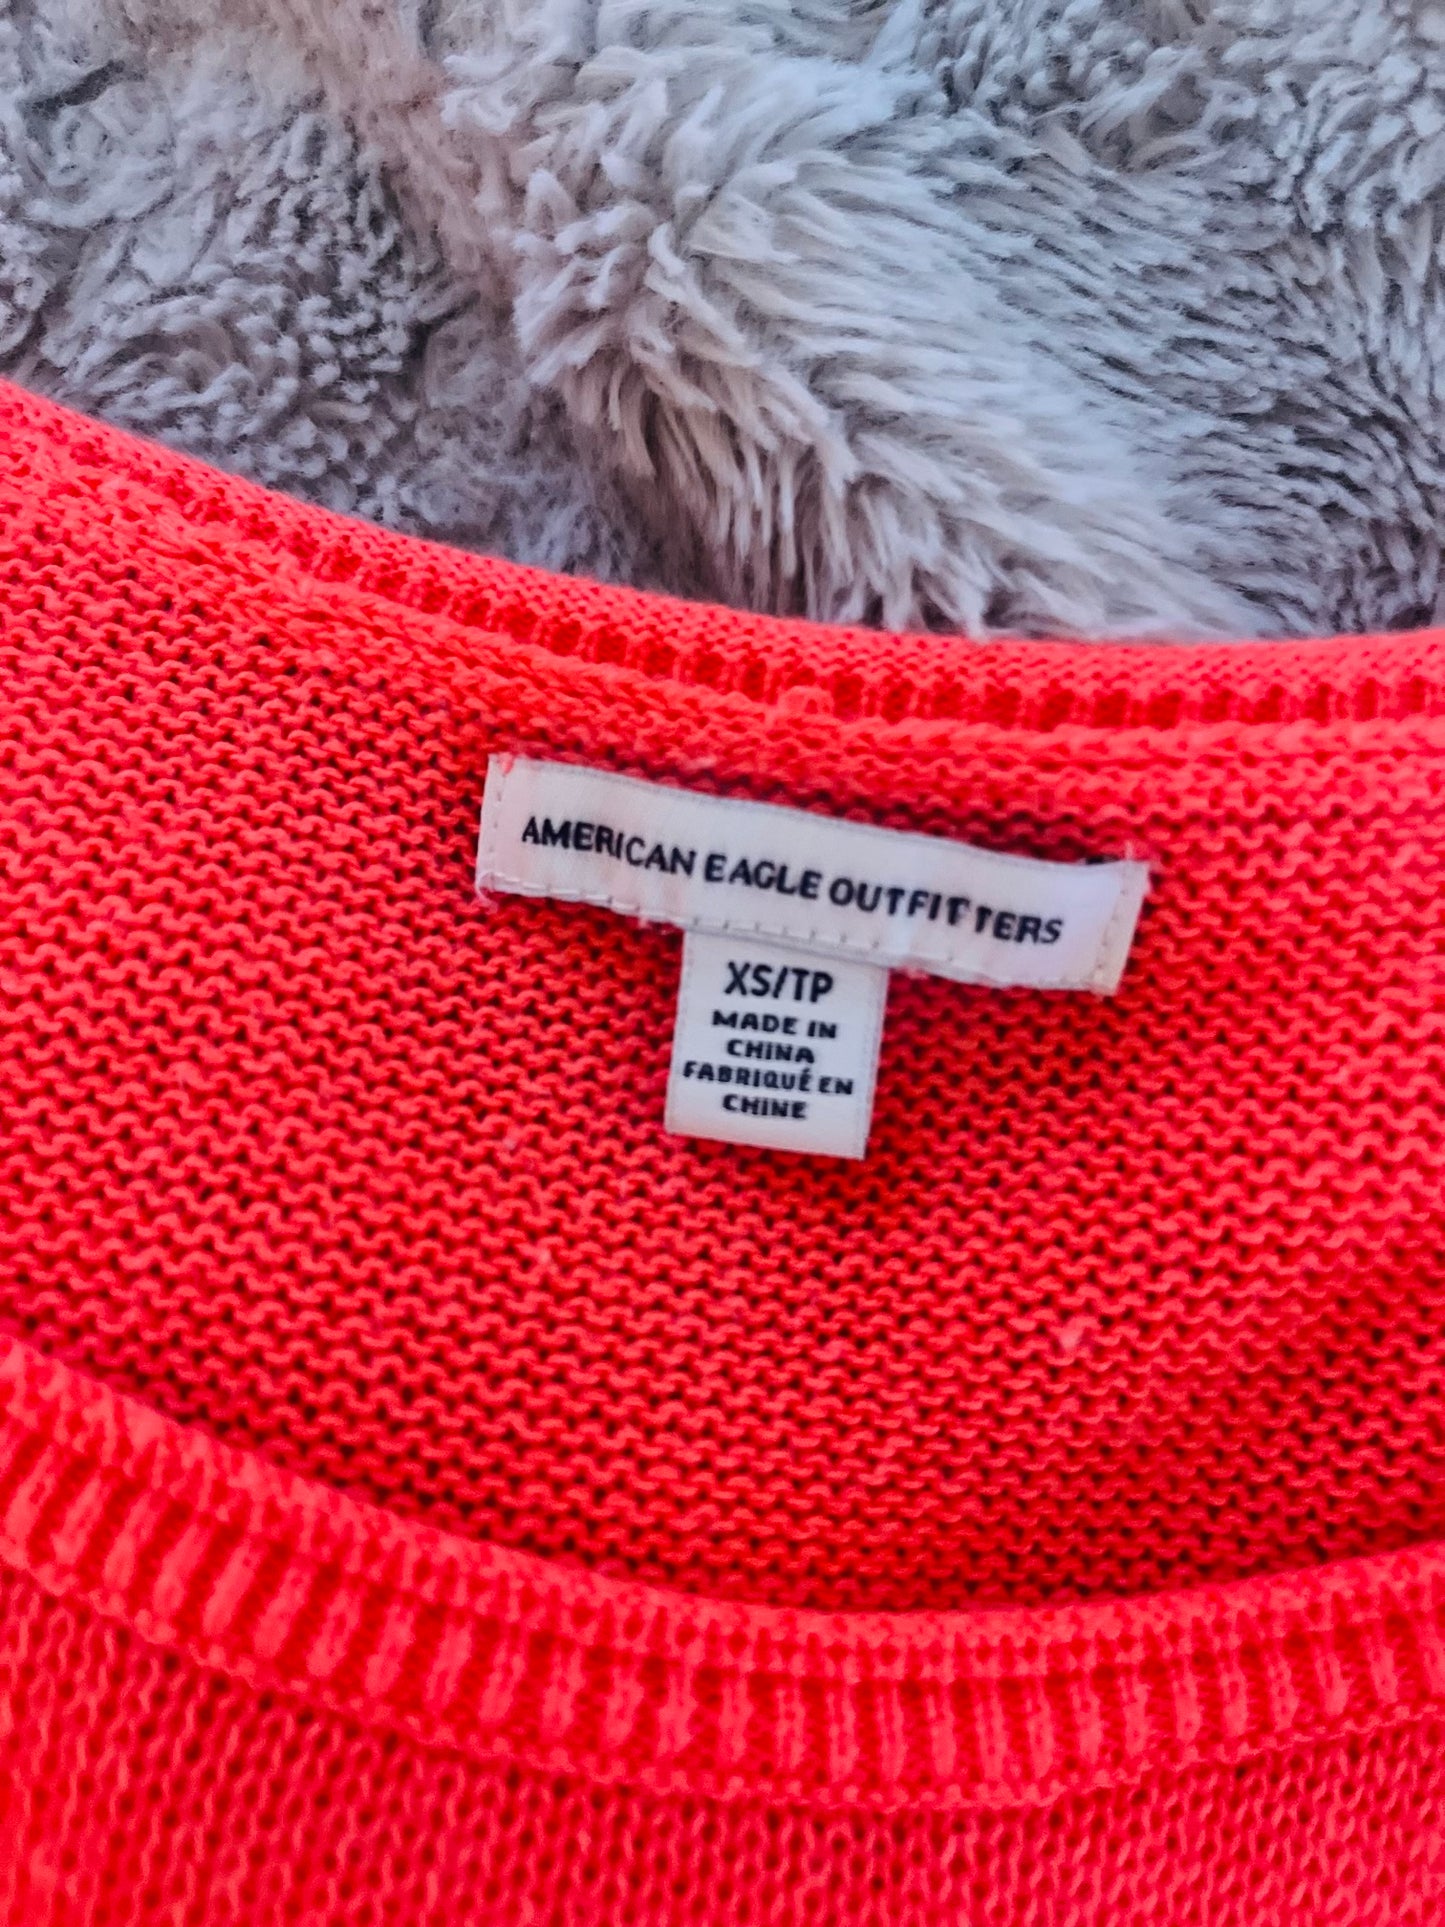 AMERICAN EAGLE OUTFITTERS
XS/TP
MADE IN
CHINA
FABRIQUÉ EN
CHINE